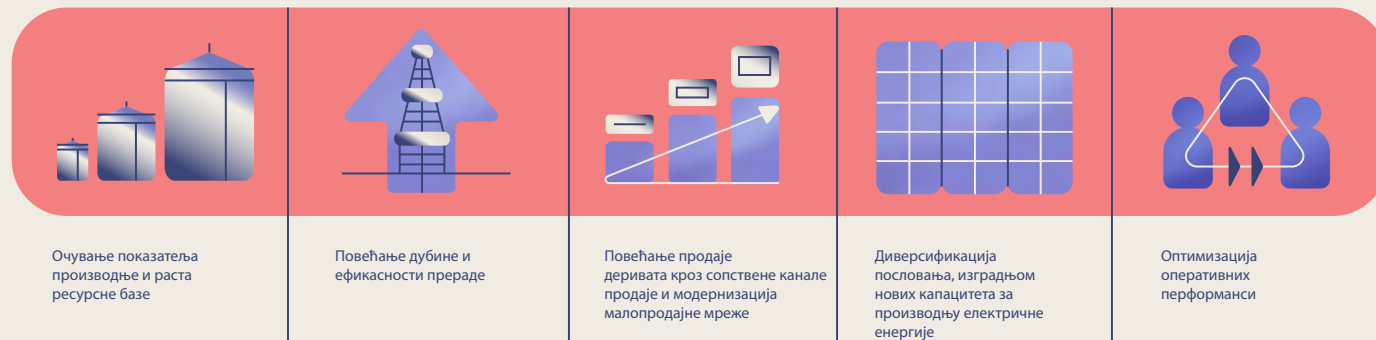 Очување показатеља
производње и раста
ресурсне базе
Повећање дубине и
ефикасности прераде
Повећање продаје
деривата кроз сопствене канале
продаје и модернизација
малопродајне мреже
Диверсификација
пословања, изградњом
нових капацитета за
производњу електричне
енергије
Оптимизација
оперативних
перформанси